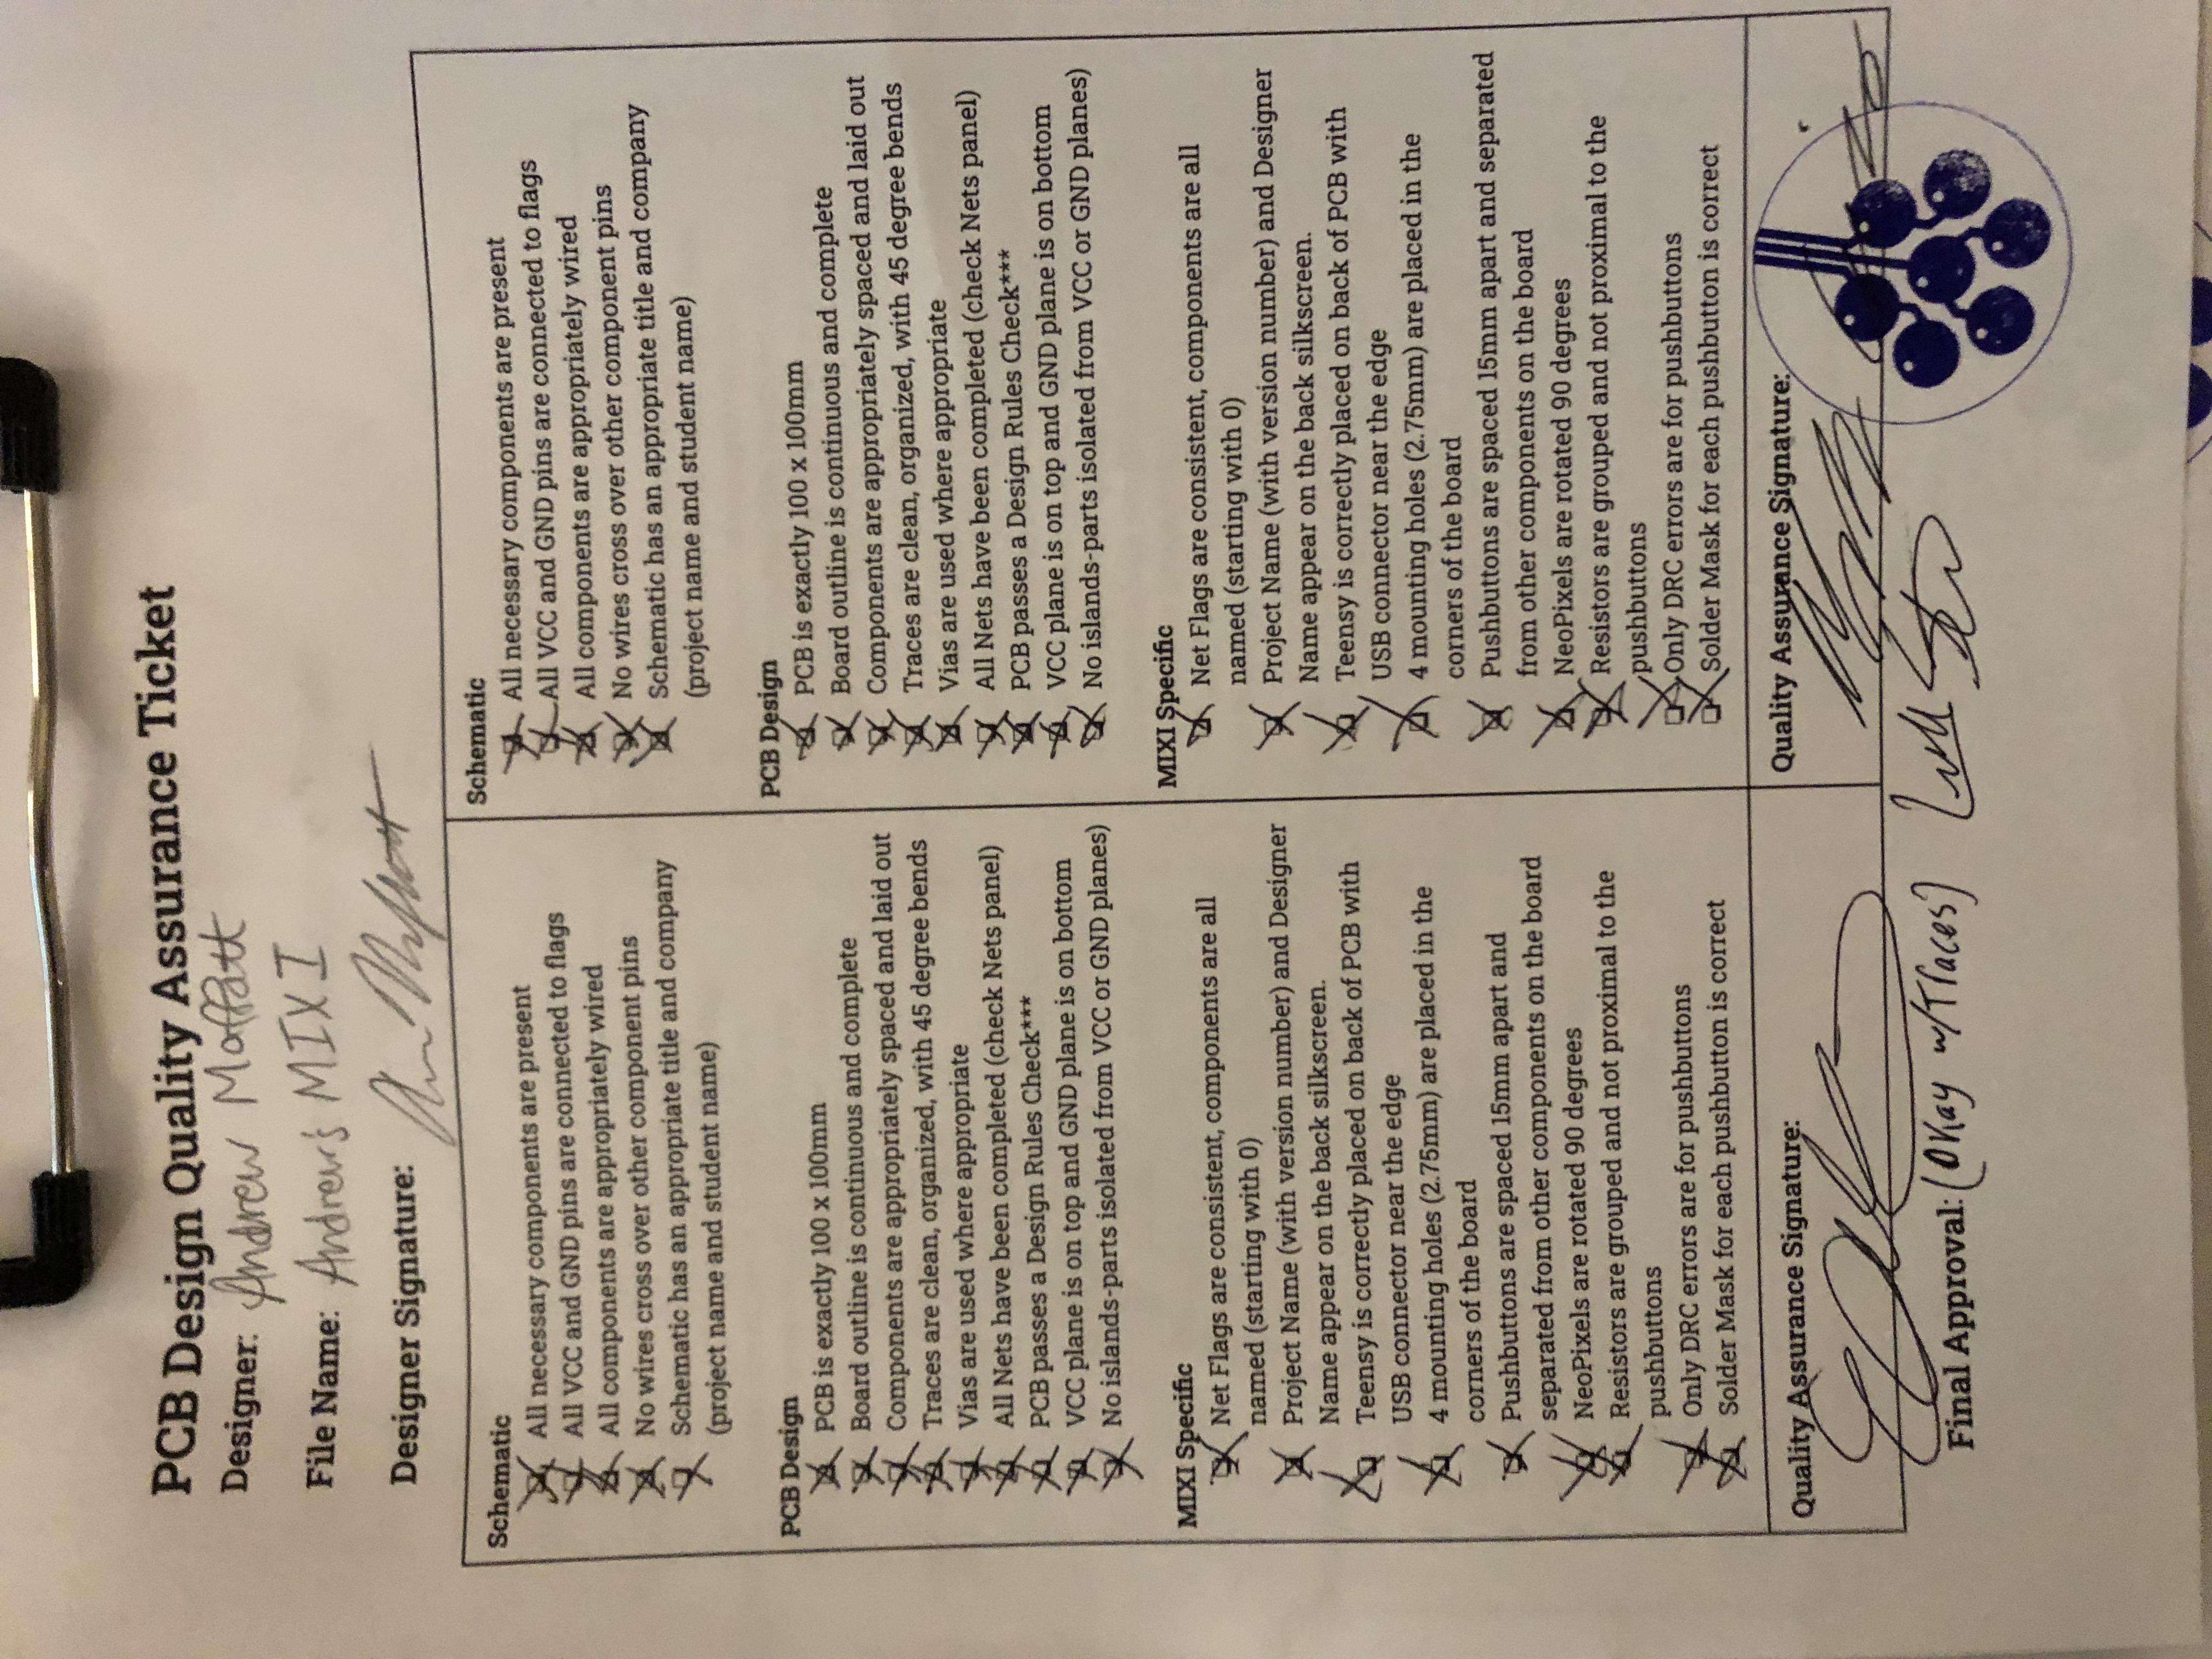 PCB Design Quality Assurance Ticket
Designer: Andrew Moffatt
File Name: Andrew's MIXI
Designer Signature:
Schematic
All necessary components are present
All VCC and GND pins are connected to flags
All components are appropriately wired
No wires cross over other component pins
Schematic has an appropriate title and company
(project name and student name)
PCB Design
PCB is exactly 100 x 100mm
Board outline is continuous and complete
Components are appropriately spaced and laid out
Traces are clean, organized, with 45 degree bends
Vias are used where appropriate
All Nets have been completed (check Nets panel)
PCB passes a Design Rules Check***
VCC plane is on top and GND plane is on bottom
No islands-parts isolated from VCC or GND planes)
MIXI Specific
Net Flags are consistent, components are all
named (starting with 0)
Project Name (with version number) and Designer
Name appear on the back silkscreen.
Teensy is correctly placed on back of PCB with
USB connector near the edge
4 mounting holes (2.75mm) are placed in the
corners of the board
Pushbuttons are spaced 15mm apart and
separated from other components on the board
NeoPixels are rotated 90 degrees
Resistors are grouped and not proximal to the
pushbuttons
Only DRC errors are for pushbuttons
Solder Mask for each pushbutton is correct
Quality Assurance Signature:
Schematic
All necessary components are present
All VCC and GND pins are connected to flags
All components are appropriately wired
No wires cross over other component pins
Schematic has an appropriate title and company
(project name and student name)
PCB Design
PCB is exactly 100 x 100mm
Board outline is continuous and complete
Components are appropriately spaced and laid out
Traces are clean, organized, with 45 degree bends
Vias are used where appropriate
All Nets have been completed (check Nets panel)
PCB passes a Design Rules Check***
VCC plane is on top and GND plane is on bottom
No islands-parts isolated from VCC or GND planes)
MIXI Specific
Net Flags are consistent, components are all
named (starting with 0)
Project Name (with version number) and Designer
Name appear on the back silkscreen.
Teensy is correctly placed on back of PCB with
USB connector near the edge
4 mounting holes (2.75mm) are placed in the
corners of the board
Pushbuttons are spaced 15mm apart and separated
from other components on the board
NeoPixels are rotated 90 degrees
Resistors are grouped and not proximal to the
pushbuttons
Only DRC errors are for pushbuttons
Solder Mask for each pushbutton is correct
Quality Assurance Signature:
Final Approval: (Okay w/Traces)